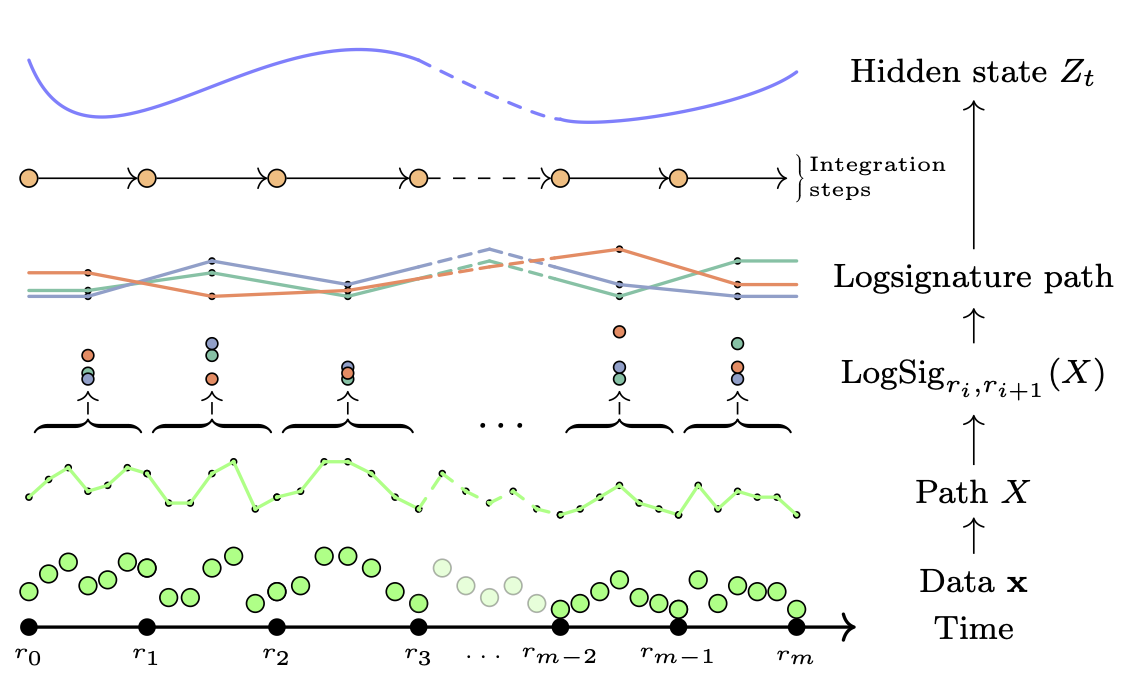 Hidden state Z_t
Integration
steps
Logsignature path
LogSig_{r_i,r_{i+1}}(X)
· · ·
Path X
Data x
Time
r_0 r_1 r_2 r_3 · · · r_{m−2} r_{m−1} r_m